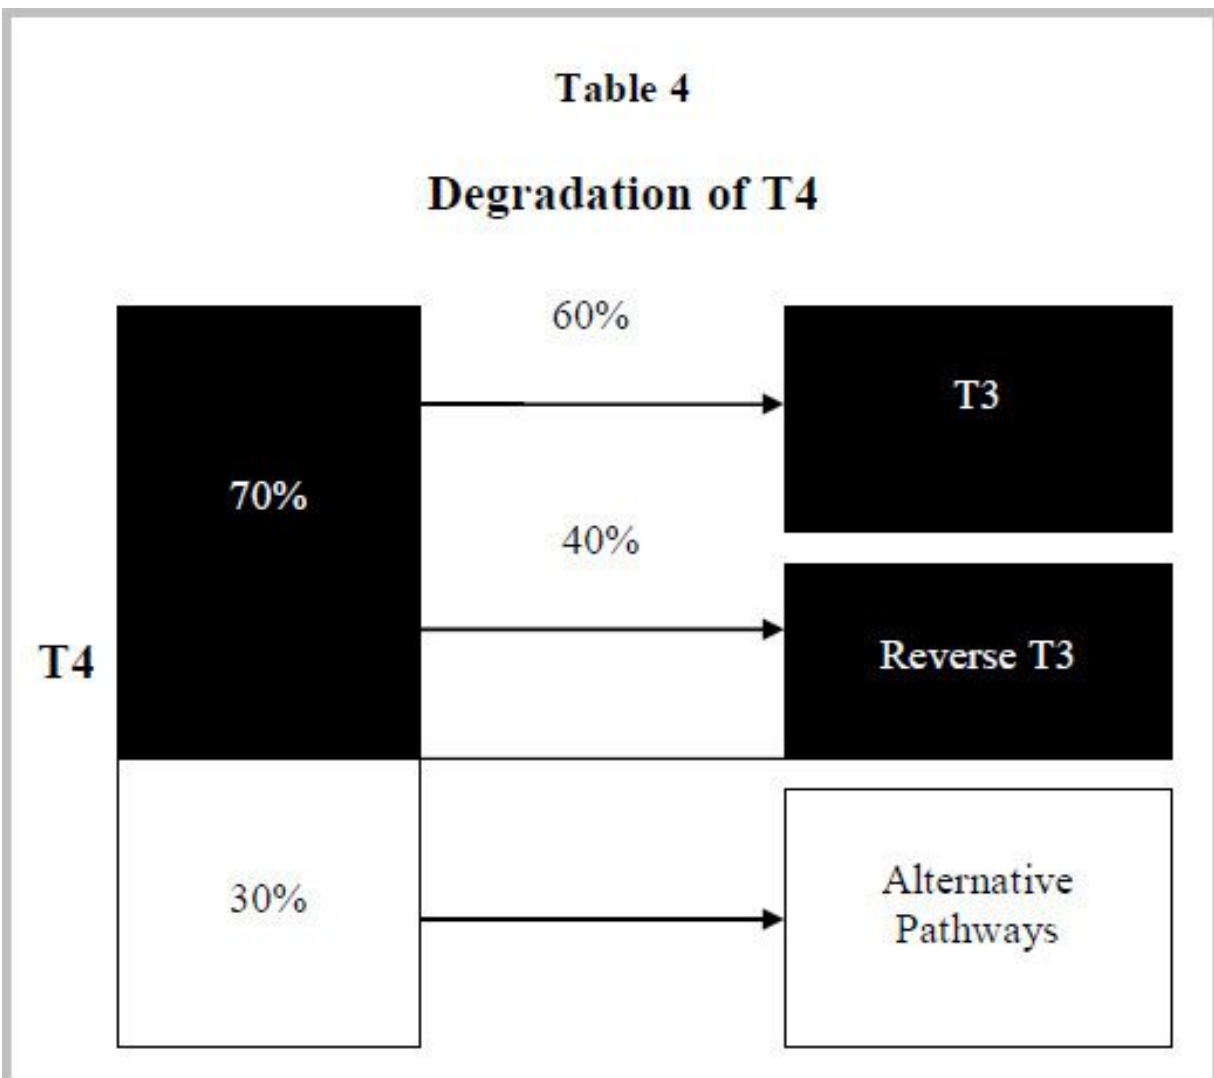 Table 4
Degradation of T4
60%
T3
70%
40%
Reverse T3
T4
30%
Alternative
Pathways